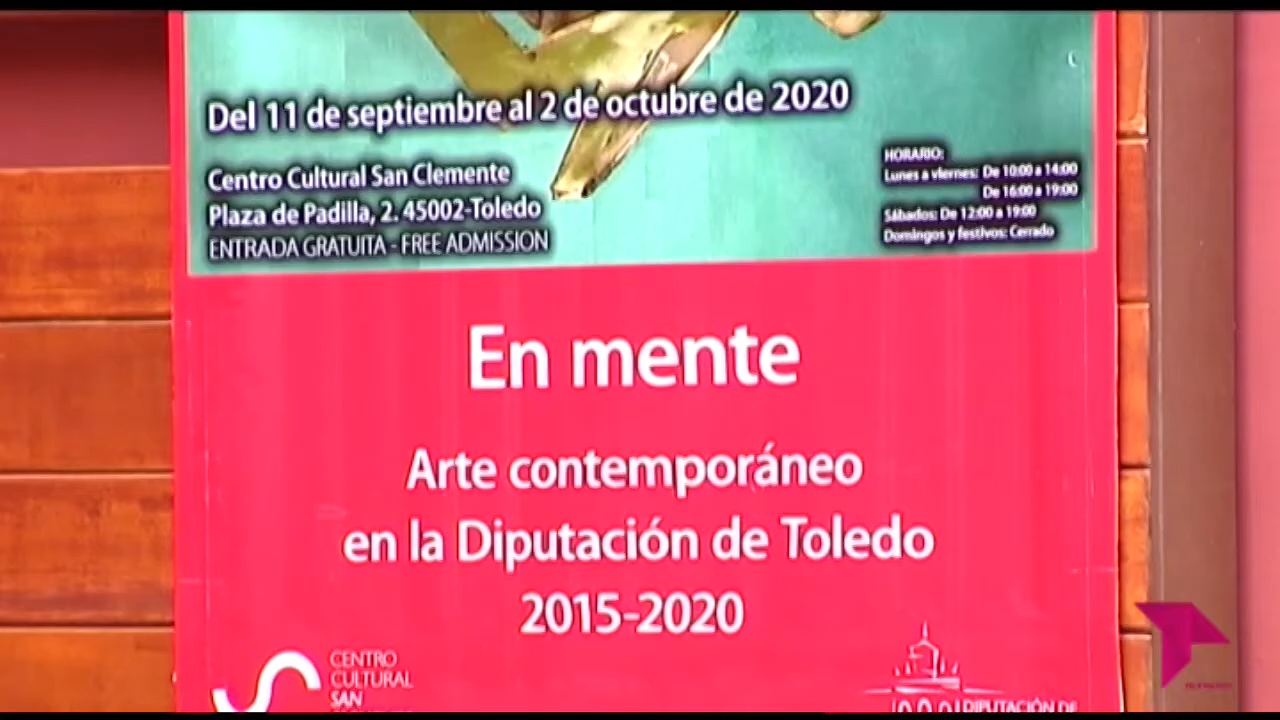 Del 11 de septiembre al 2 de octubre de 2020
Centro Cultural San Clemente
Plaza de Padilla, 2. 45002-Toledo
ENTRADA GRATUITA - FREE ADMISSION
HORARIO:
Lunes a viernes: De 10:00 a 14:00
De 16:00 a 19:00
Sábados: De 12:00 a 19:00
Domingos y festivos: Cerrado
En mente
Arte contemporáneo
en la Diputación de Toledo
2015-2020
CENTRO
CULTURAL
SAN
DIPUTACIÓN DE